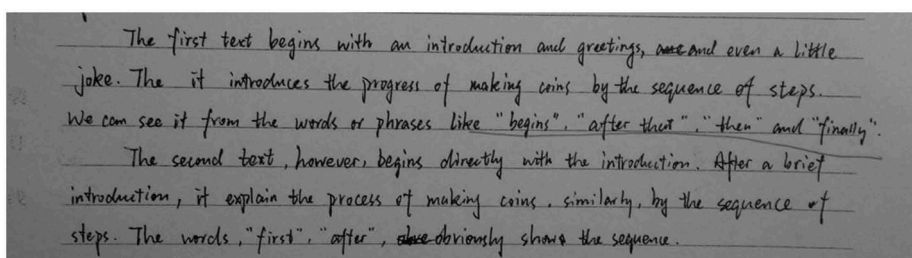 The first text begins with an introduction and greetings, and even a little
joke. The it introduces the progress of making coins by the sequence of steps.
We can see it from the words or phrases like "begins", "after that", "then" and "finally".
The second text, however, begins directly with the introduction. After a brief
introduction, it explain the process of making coins, similarly, by the sequence of
steps. The words, "first", "after", obviously shows the sequence.